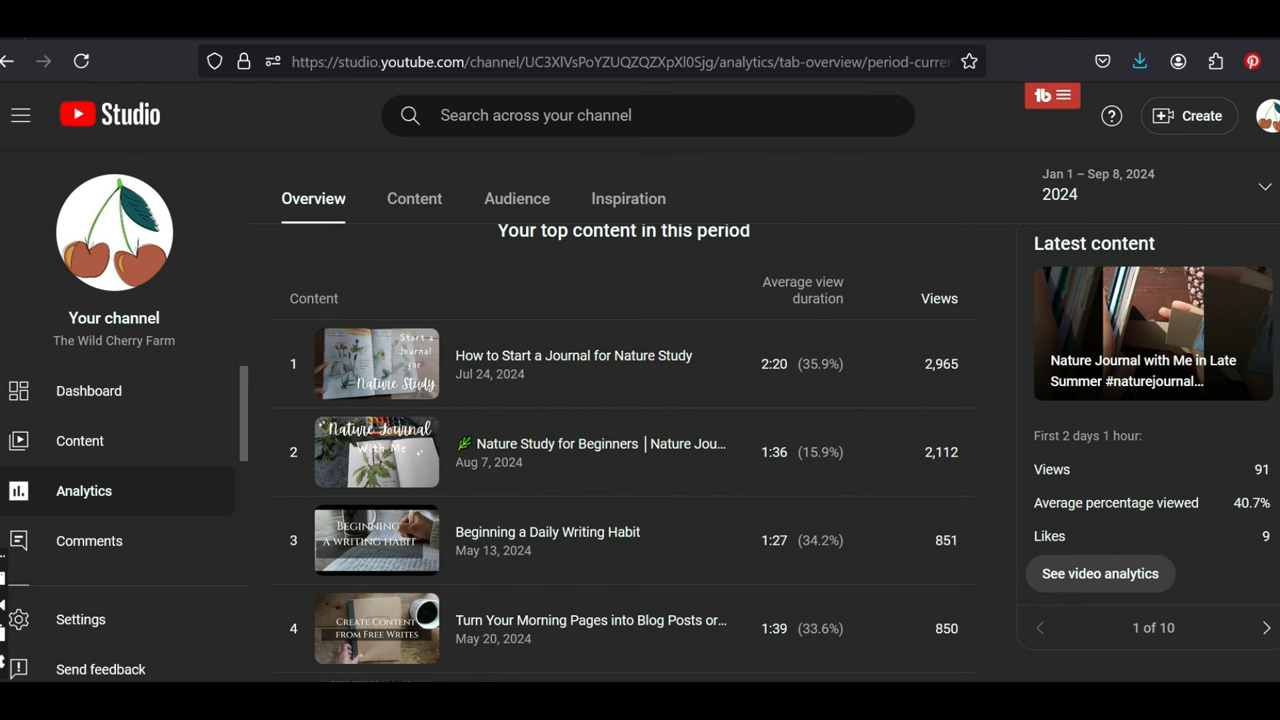 https://studio.youtube.com/channel/UC3XlVsPoYZUQZQZXpXl0Sjg/analytics/tab-overview/period-curren
Studio
Search across your channel
Create
Your channel
The Wild Cherry Farm
Dashboard
Content
Analytics
Comments
Settings
Send feedback
Overview Content Audience Inspiration
Jan 1 – Sep 8, 2024
2024
Your top content in this period
Content
Average view
duration
Views
1
Start a
Journal
for
Nature Study
How to Start a Journal for Nature Study
Jul 24, 2024
2:20 (35.9%) 2,965
2
Nature Journal
With Me
🌿 Nature Study for Beginners | Nature Jou...
Aug 7, 2024
1:36 (15.9%) 2,112
3
BEGINNING
A WRITING HABIT
Beginning a Daily Writing Habit
May 13, 2024
1:27 (34.2%) 851
4
CREATE CONTENT
FROM FREE WRITES
Turn Your Morning Pages into Blog Posts or...
May 20, 2024
1:39 (33.6%) 850
Latest content
Nature Journal with Me in Late
Summer #naturejournal...
First 2 days 1 hour:
Views 91
Average percentage viewed 40.7%
Likes 9
See video analytics
1 of 10